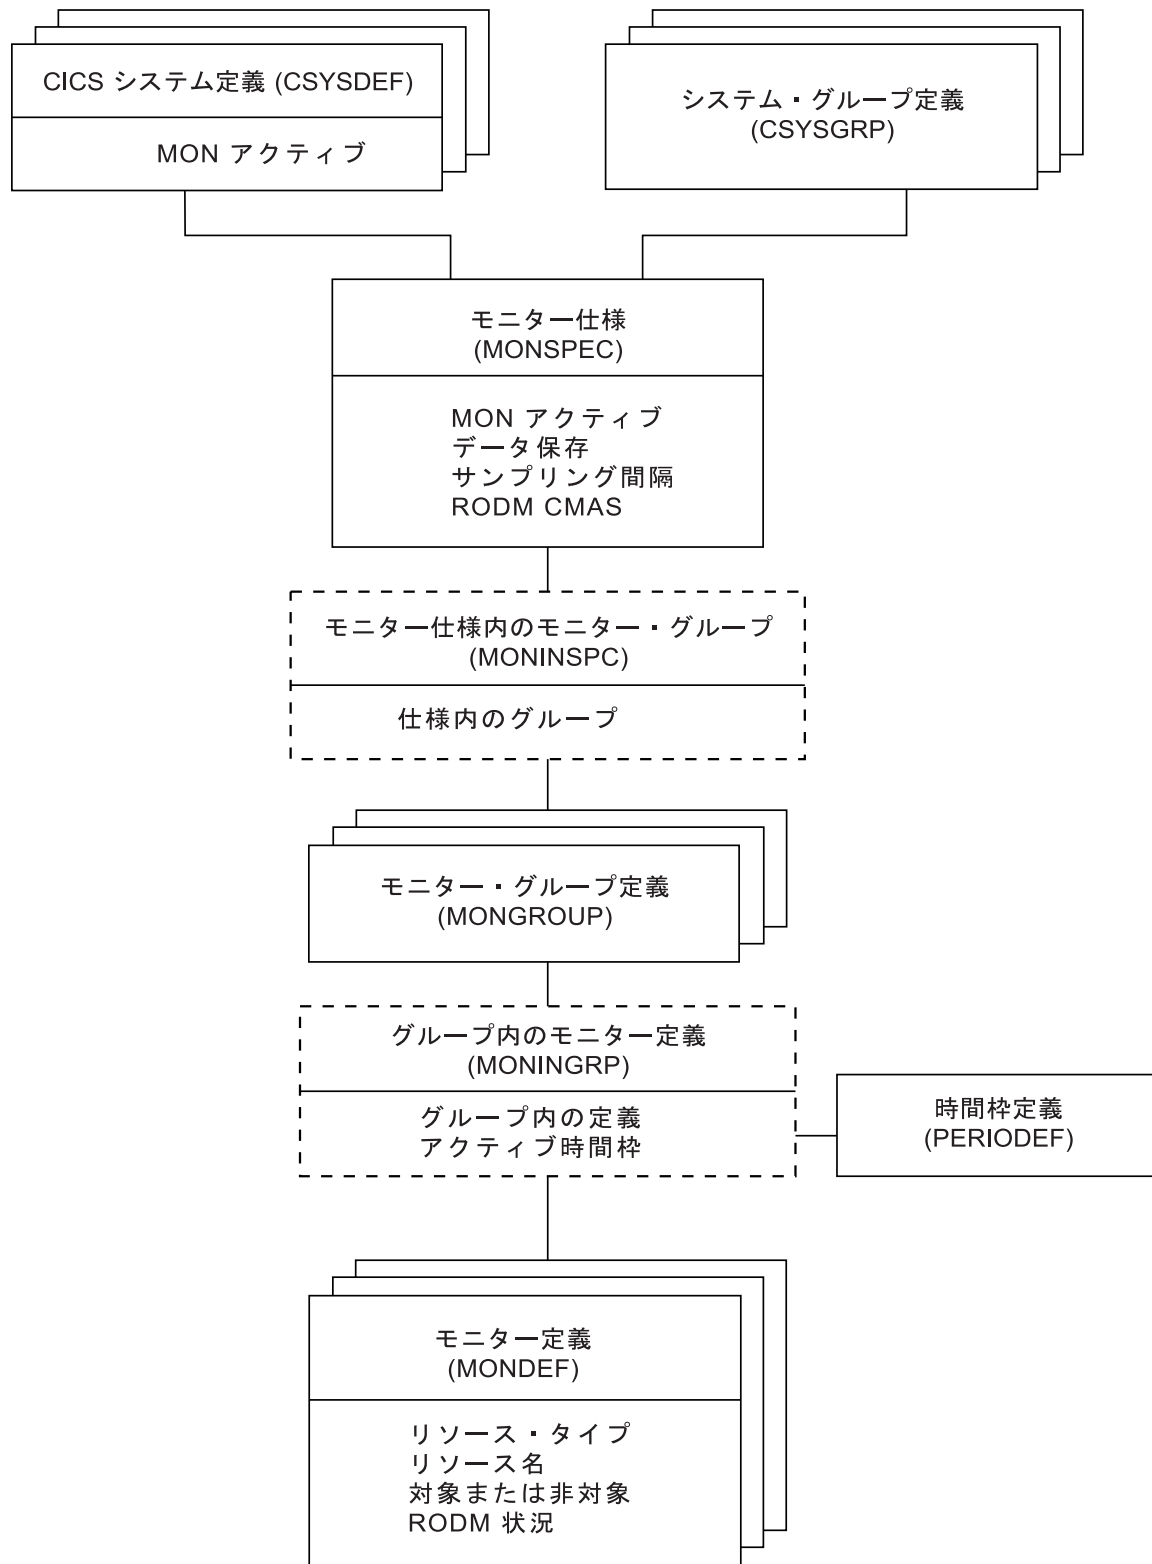 CICS システム定義 (CSYSDEF)
MON アクティブ
システム・グループ定義
(CSYSGRP)
モニター仕様
(MONSPEC)
MON アクティブ
データ保存
サンプリング間隔
RODM CMAS
モニター仕様内のモニター・グループ
(MONINSPC)
仕様内のグループ
モニター・グループ定義
(MONGROUP)
グループ内のモニター定義
(MONINGRP)
グループ内の定義
アクティブ時間枠
時間枠定義
(PERIODEF)
モニター定義
(MONDEF)
リソース・タイプ
リソース名
対象または非対象
RODM 状況